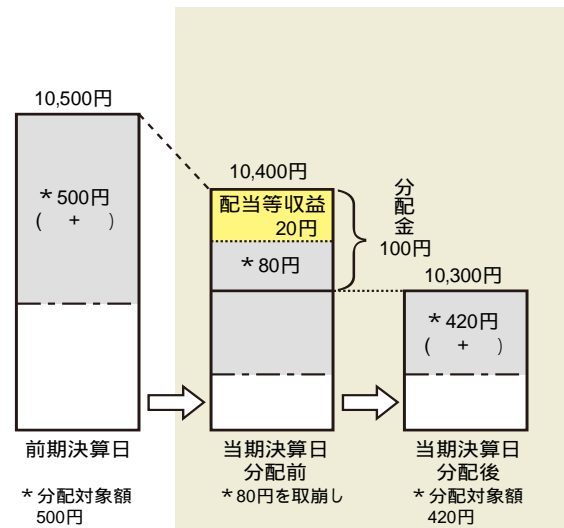 10,500円
*500円
( + )
前期決算日
*分配対象額
500円
10,400円
配当等収益
20円
*80円
分配金
100円
当期決算日
分配前
*80円を取崩し
10,300円
*420円
( + )
当期決算日
分配後
*分配対象額
420円